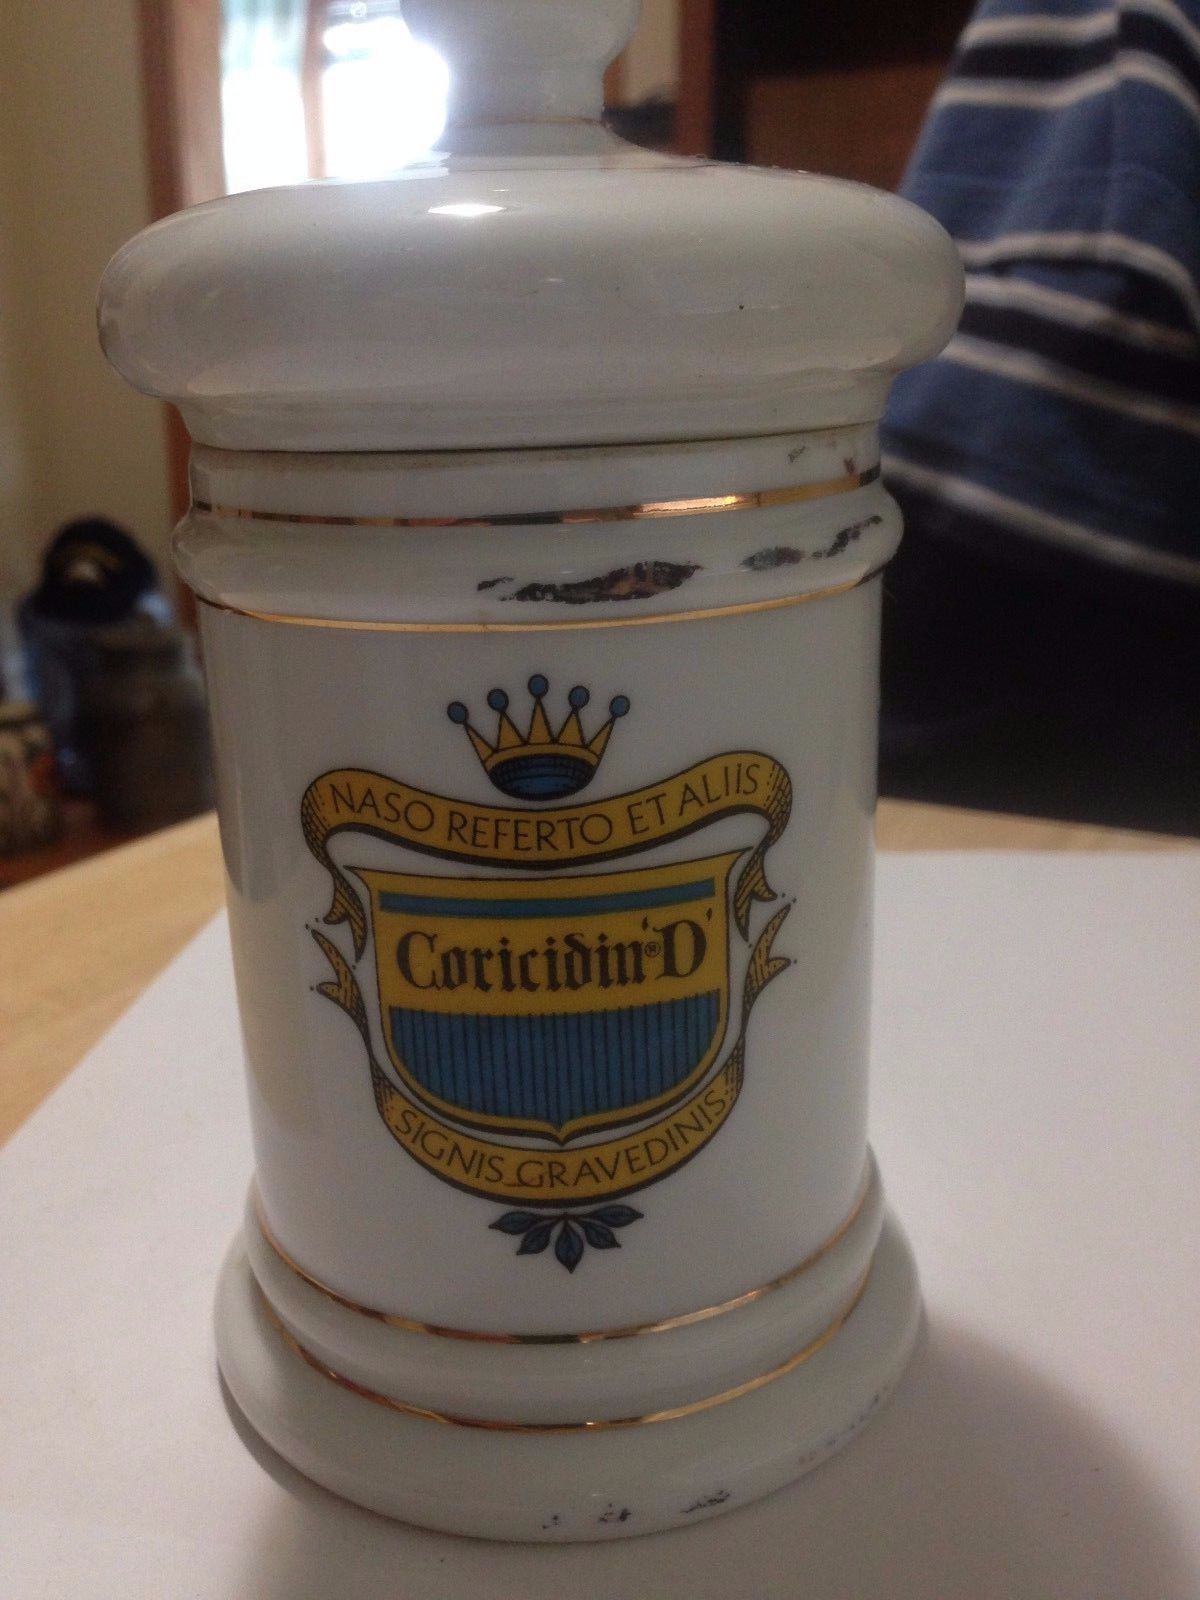 NASO REFERTO ET ALIIS
Coricidin®'D'
SIGNIS GRAVEDINIS